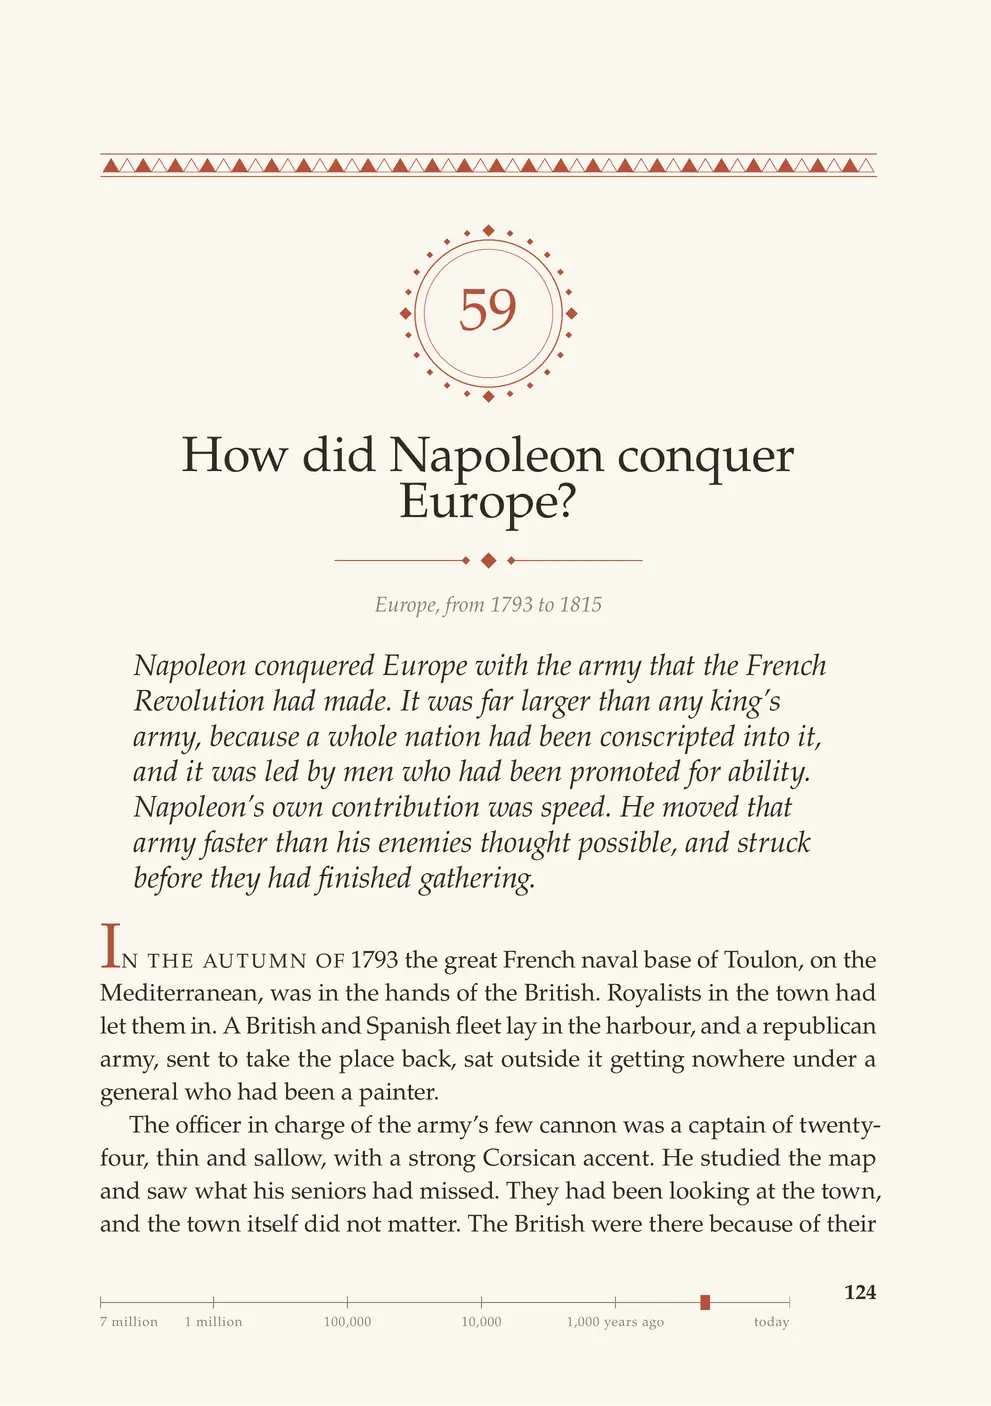 59
How did Napoleon conquer
Europe?
Europe, from 1793 to 1815
Napoleon conquered Europe with the army that the French
Revolution had made. It was far larger than any king’s
army, because a whole nation had been conscripted into it,
and it was led by men who had been promoted for ability.
Napoleon’s own contribution was speed. He moved that
army faster than his enemies thought possible, and struck
before they had finished gathering.
IN THE AUTUMN OF 1793 the great French naval base of Toulon, on the
Mediterranean, was in the hands of the British. Royalists in the town had
let them in. A British and Spanish fleet lay in the harbour, and a republican
army, sent to take the place back, sat outside it getting nowhere under a
general who had been a painter.
The officer in charge of the army’s few cannon was a captain of twenty-
four, thin and sallow, with a strong Corsican accent. He studied the map
and saw what his seniors had missed. They had been looking at the town,
and the town itself did not matter. The British were there because of their
124
7 million 1 million 100,000 10,000 1,000 years ago today